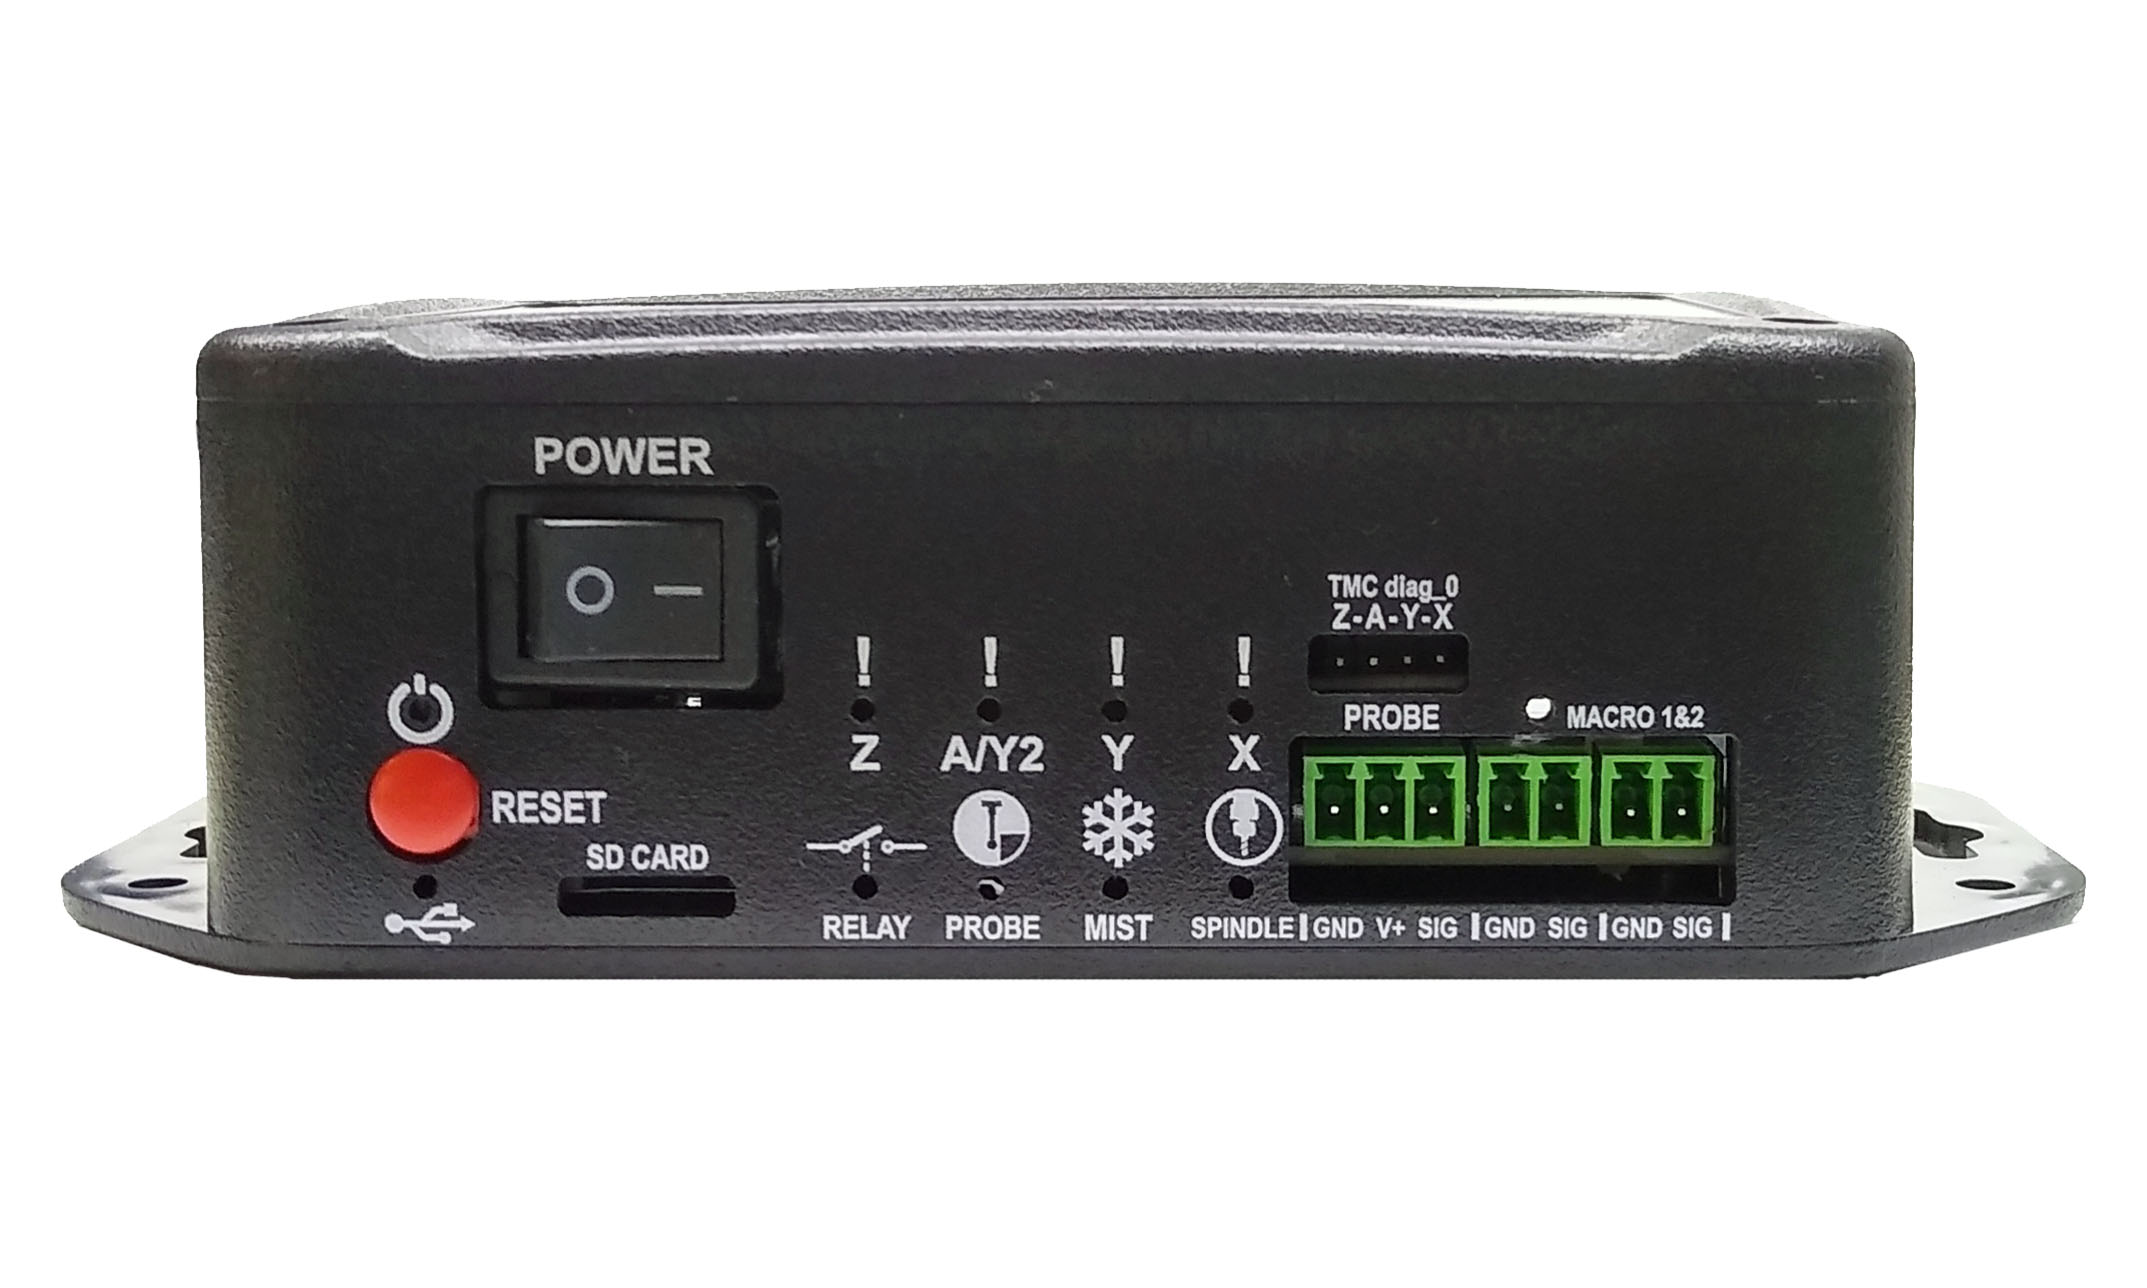 POWER
O —
TMC diag_0
Z-A-Y-X
! ! ! !
PROBE
MACRO 1&2
Z A/Y2 Y X
RESET
SD CARD
RELAY PROBE MIST SPINDLE | GND V+ SIG | GND SIG | GND SIG |